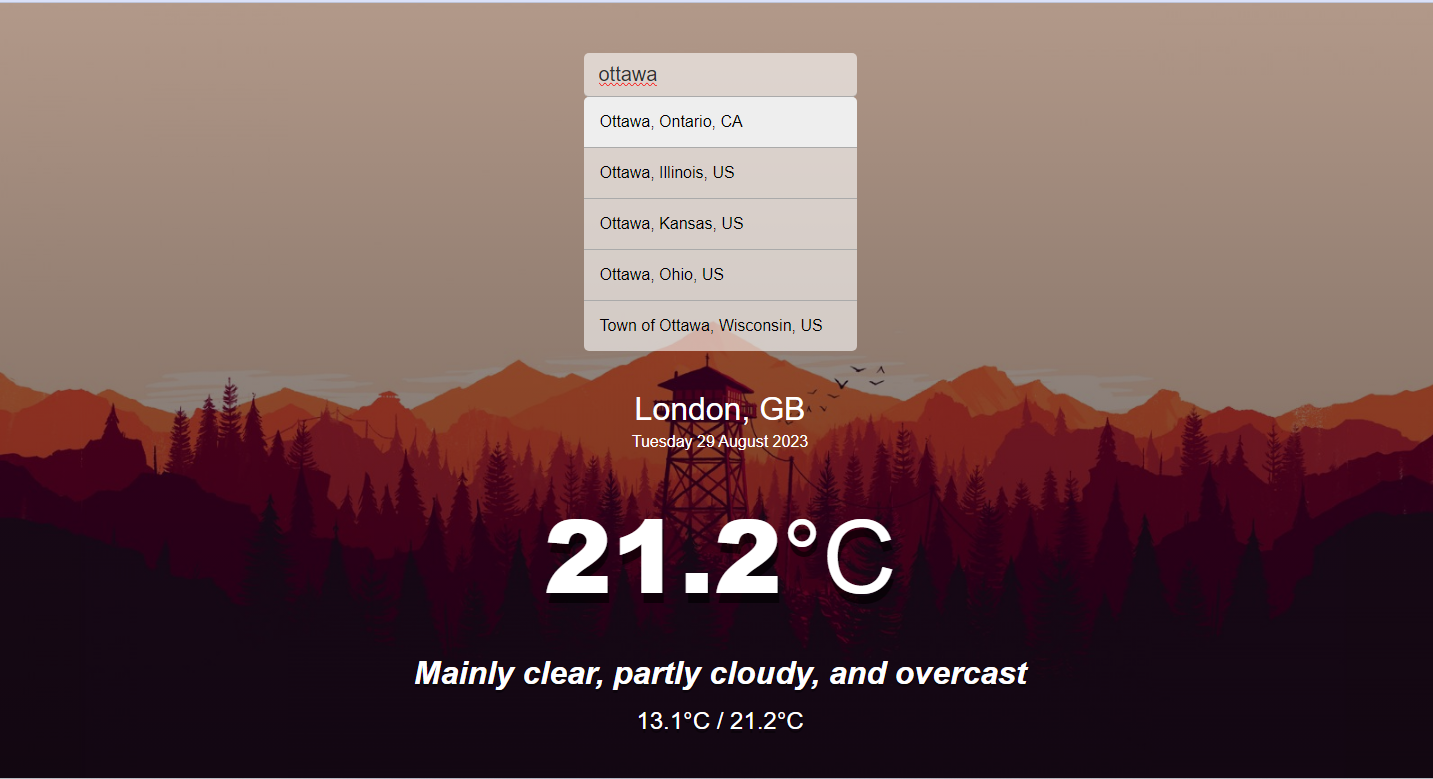 ottawa
Ottawa, Ontario, CA
Ottawa, Illinois, US
Ottawa, Kansas, US
Ottawa, Ohio, US
Town of Ottawa, Wisconsin, US
London, GB
Tuesday 29 August 2023
21.2°C
Mainly clear, partly cloudy, and overcast
13.1°C / 21.2°C